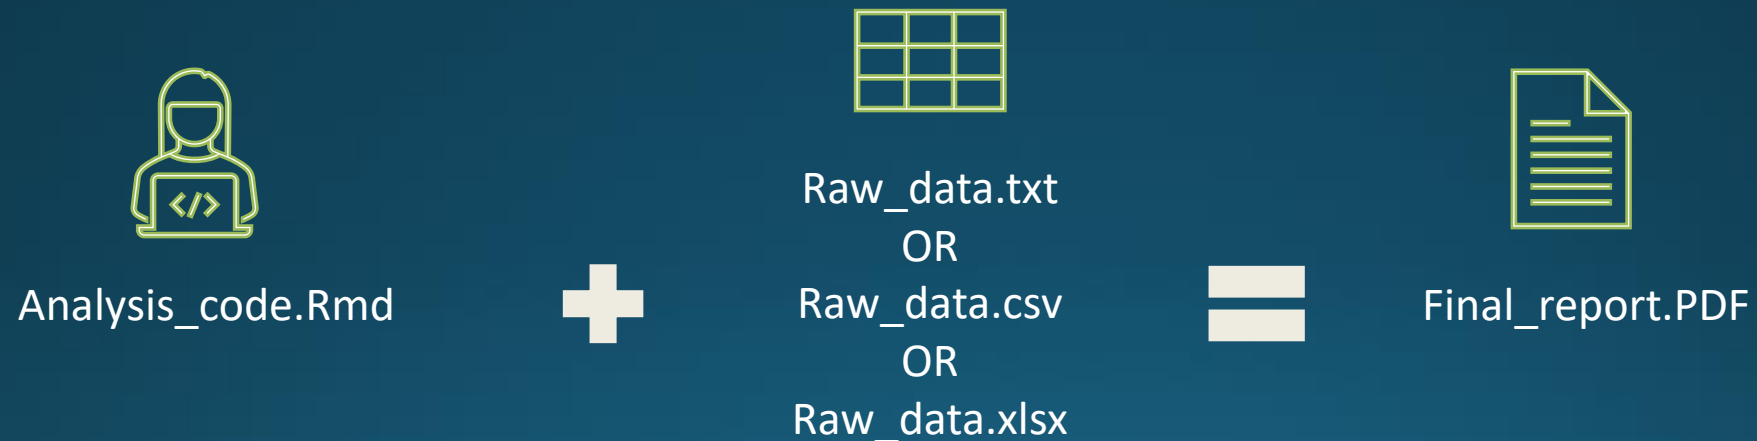 Analysis_code.Rmd
Raw_data.txt
OR
Raw_data.csv
OR
Raw_data.xlsx
Final_report.PDF